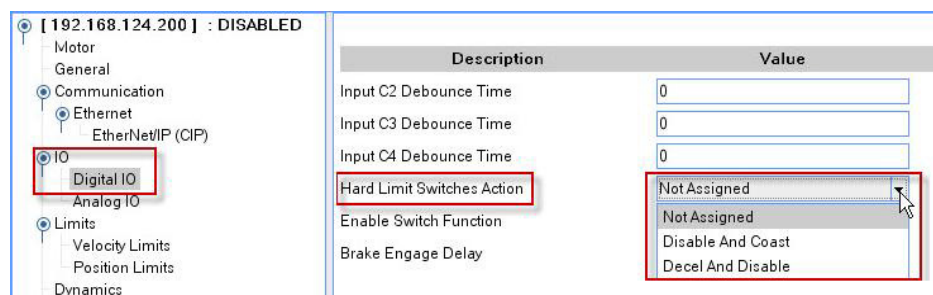 [ 192.168.124.200 ] : DISABLED
Motor
General
Communication
Ethernet
EtherNet/IP (CIP)
IO
Digital IO
Analog IO
Limits
Velocity Limits
Position Limits
Dynamics
Description Value
Input C2 Debounce Time 0
Input C3 Debounce Time 0
Input C4 Debounce Time 0
Hard Limit Switches Action Not Assigned
Not Assigned
Enable Switch Function
Disable And Coast
Brake Engage Delay
Decel And Disable